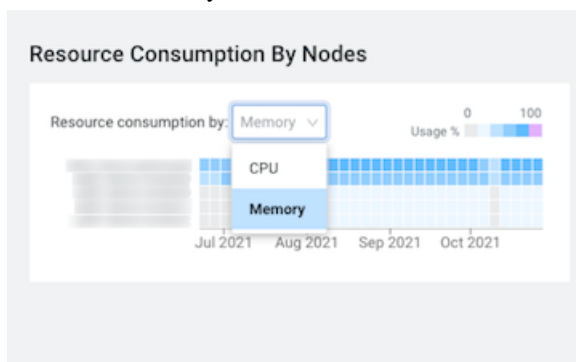 Resource Consumption By Nodes
Resource consumption by: Memory
0 100
Usage %
CPU
Memory
Jul 2021 Aug 2021 Sep 2021 Oct 2021